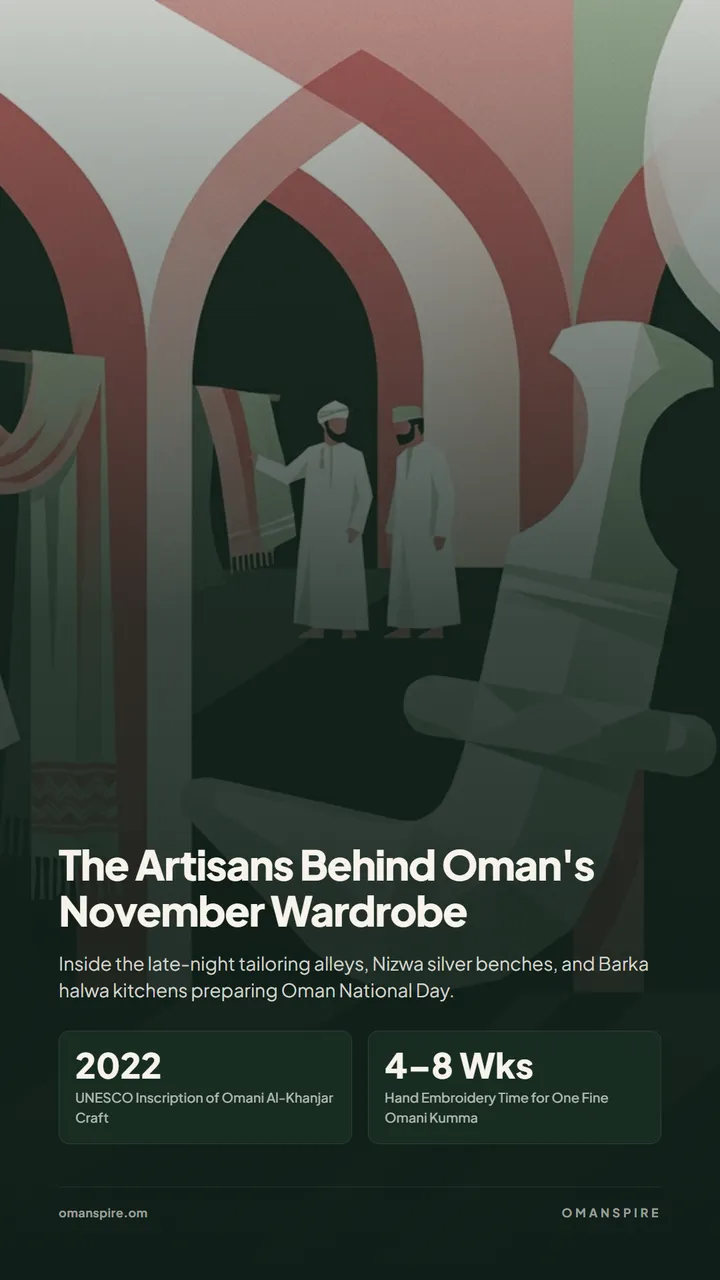 The Artisans Behind Oman's
November Wardrobe
Inside the late-night tailoring alleys, Nizwa silver benches, and Barka
halwa kitchens preparing Oman National Day.
2022
UNESCO Inscription of Omani Al-Khanjar
Craft
4–8 Wks
Hand Embroidery Time for One Fine
Omani Kumma
omanspire.om
OMANSPIRE